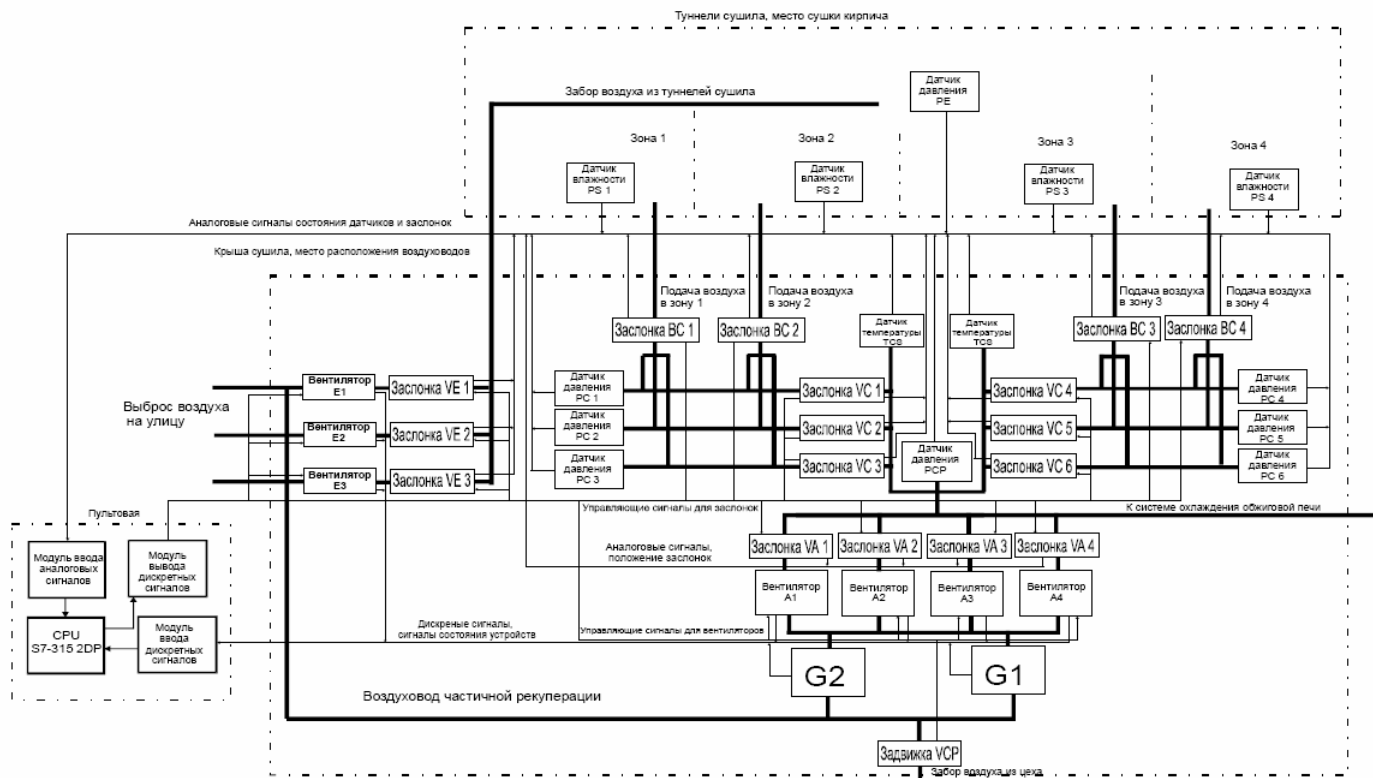 Туннели сушила, место сушки кирпича
Забор воздуха из туннелей сушила
Датчик
давления
PE
Зона 1
Зона 2
Зона 3
Зона 4
Датчик
влажности
PS 1
Датчик
влажности
PS 2
Датчик
влажности
PS 3
Датчик
влажности
PS 4
Аналоговые сигналы состояния датчиков и заслонок
Крыша сушила, место расположения воздуховодов
Подача воздуха
в зону 1
Подача воздуха
в зону 2
Подача воздуха
в зону 3
Подача воздуха
в зону 4
Заслонка BC 1
Заслонка BC 2
Датчик
температуры
TCS
Датчик
температуры
TCS
Заслонка BC 3
Заслонка BC 4
Вентилятор
E1
Заслонка VE 1
Датчик
давления
PC 1
Заслонка VC 1
Заслонка VC 4
Датчик
давления
PC 4
Выброс воздуха
на улицу
Вентилятор
E2
Заслонка VE 2
Датчик
давления
PC 2
Заслонка VC 2
Заслонка VC 5
Датчик
давления
PC 5
Вентилятор
E3
Заслонка VE 3
Датчик
давления
PC 3
Заслонка VC 3
Датчик
давления
PCP
Заслонка VC 6
Датчик
давления
PC 6
Управляющие сигналы для заслонок
К системе охлаждения обжиговой печи
Пультовая
Модуль ввода
аналоговых
сигналов
Модуль
вывода
дискретных
сигналов
Аналоговые сигналы,
положение заслонок
Заслонка VA 1
Заслонка VA 2
Заслонка VA 3
Заслонка VA 4
Вентилятор
A1
Вентилятор
A2
Вентилятор
A3
Вентилятор
A4
CPU
S7-315 2DP
Модуль
ввода
дискретных
сигналов
Дискреные сигналы,
сигналы состояния устройств
Управляющие сигналы для вентиляторов
G2
G1
Воздуховод частичной рекуперации
Задвижка VCP
Забор воздуха из цеха